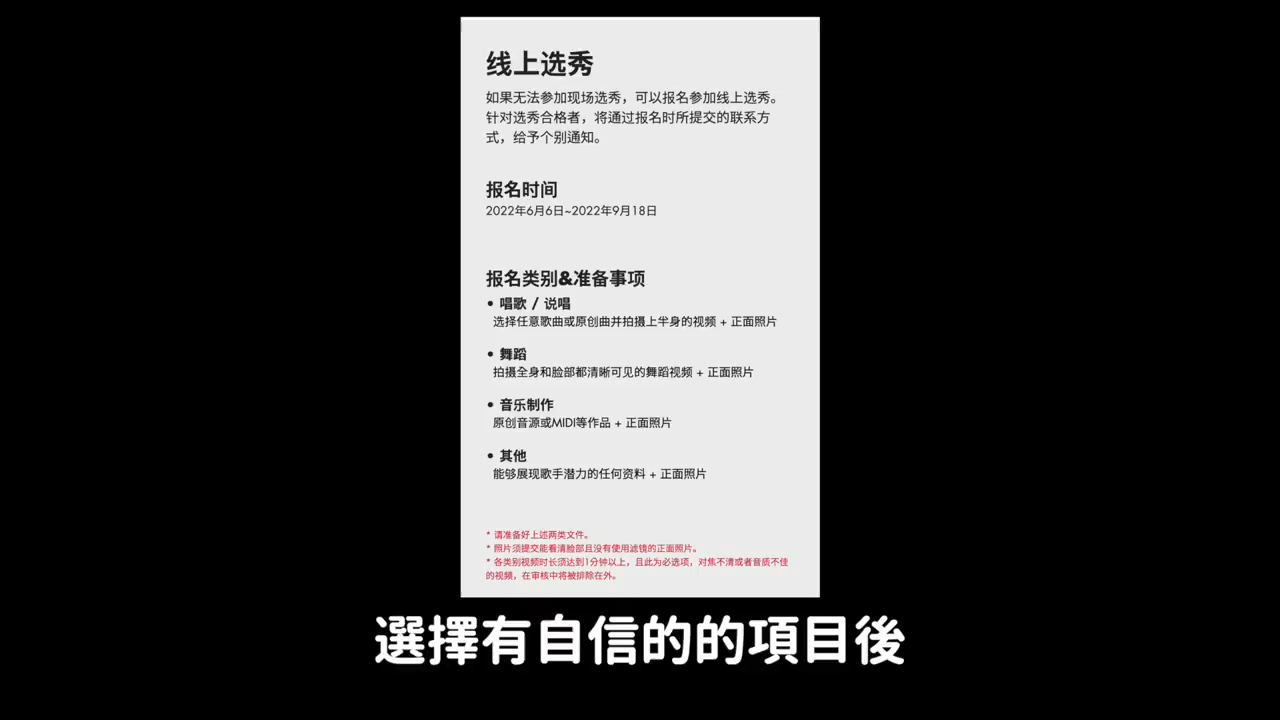 线上选秀
如果无法参加现场选秀，可以报名参加线上选秀。
针对选秀合格者，将通过报名时所提交的联系方
式，给予个别通知。
报名时间
2022年6月6日~2022年9月18日
报名类别&准备事项
• 唱歌 / 说唱
选择任意歌曲或原创曲并拍摄上半身的视频 + 正面照片
• 舞蹈
拍摄全身和脸部都清晰可见的舞蹈视频 + 正面照片
• 音乐制作
原创音源或MIDI等作品 + 正面照片
• 其他
能够展现歌手潜力的任何资料 + 正面照片
* 请准备好上述两类文件。
* 照片须提交能看清脸部且没有使用滤镜的正面照片。
* 各类别视频时长须达到1分钟以上，且此为必选项，对焦不清或者音质不佳
的视频，在审核中将被排除在外。
選擇有自信的的項目後